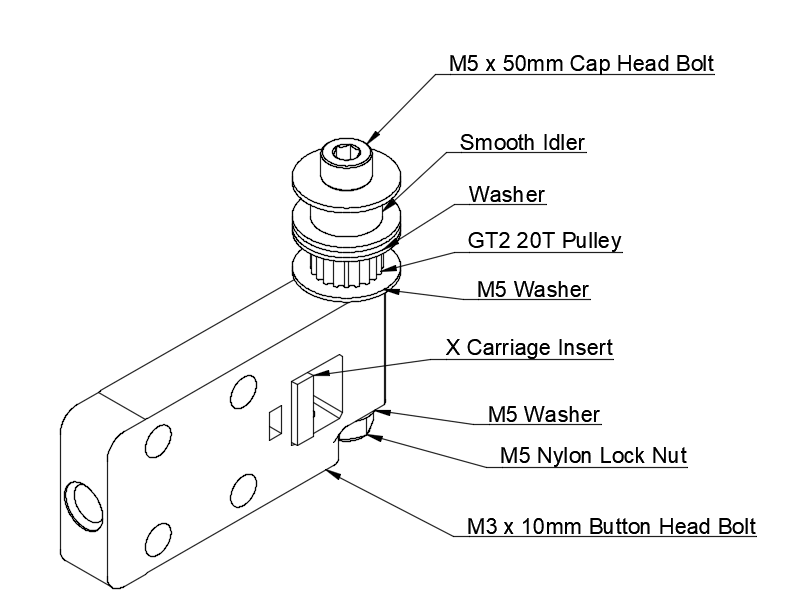 M5 x 50mm Cap Head Bolt
Smooth Idler
Washer
GT2 20T Pulley
M5 Washer
X Carriage Insert
M5 Washer
M5 Nylon Lock Nut
M3 x 10mm Button Head Bolt